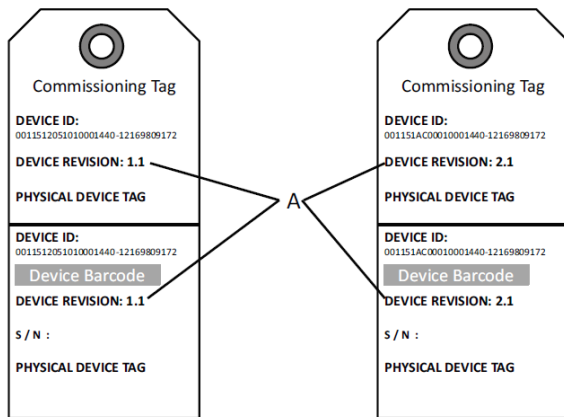 Commissioning Tag
DEVICE ID:
0011512051010001440-12169809172
DEVICE REVISION: 1.1
PHYSICAL DEVICE TAG
DEVICE ID:
0011512051010001440-12169809172
Device Barcode
DEVICE REVISION: 1.1
S / N :
PHYSICAL DEVICE TAG
A
Commissioning Tag
DEVICE ID:
001151AC00010001440-12169809172
DEVICE REVISION: 2.1
PHYSICAL DEVICE TAG
DEVICE ID:
001151AC00010001440-12169809172
Device Barcode
DEVICE REVISION: 2.1
S / N :
PHYSICAL DEVICE TAG